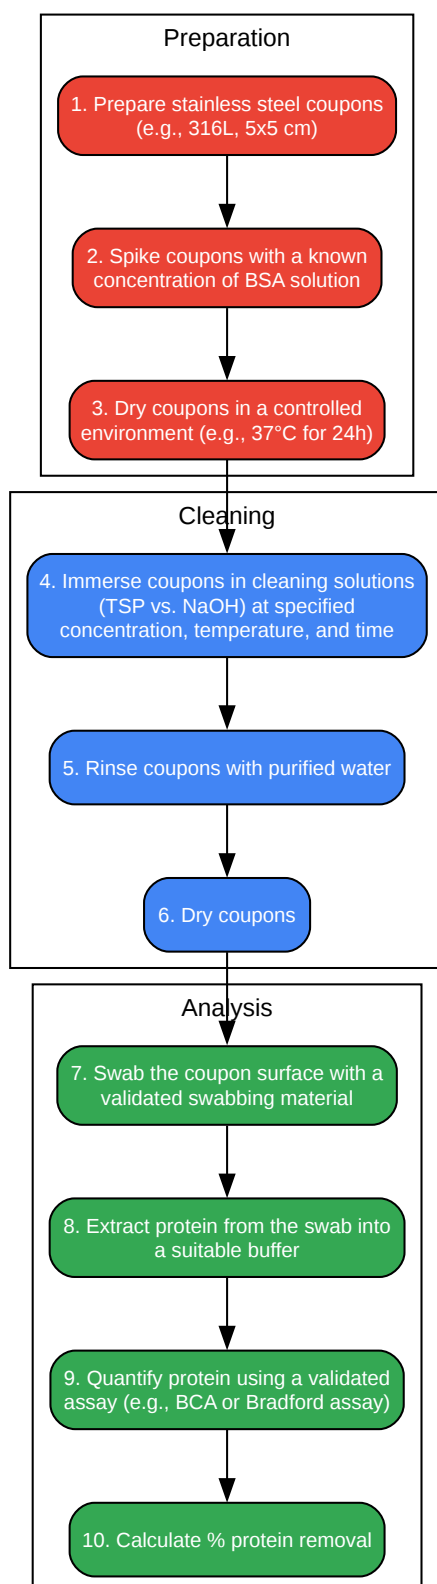 Preparation
1. Prepare stainless steel coupons
(e.g., 316L, 5x5 cm)
2. Spike coupons with a known
concentration of BSA solution
3. Dry coupons in a controlled
environment (e.g., 37°C for 24h)
Cleaning
4. Immerse coupons in cleaning solutions
(TSP vs. NaOH) at specified
concentration, temperature, and time
5. Rinse coupons with purified water
6. Dry coupons
Analysis
7. Swab the coupon surface with a
validated swabbing material
8. Extract protein from the swab into
a suitable buffer
9. Quantify protein using a validated
assay (e.g., BCA or Bradford assay)
10. Calculate % protein removal